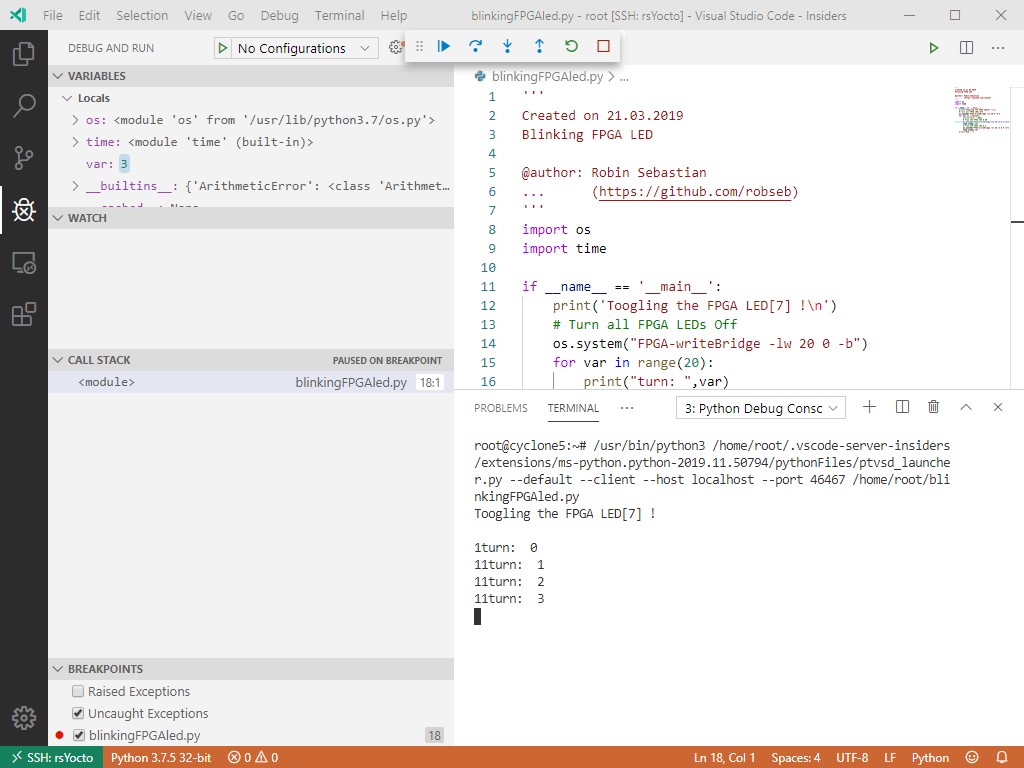 File Edit Selection View Go Debug Terminal Help blinkingFPGAled.py - root [SSH: rsYocto] - Visual Studio Code - Insiders
DEBUG AND RUN No Configurations
VARIABLES
Locals
os: <module 'os' from '/usr/lib/python3.7/os.py'>
time: <module 'time' (built-in)>
var: 3
__builtins__: {'ArithmeticError': <class 'Arithmet...
WATCH
CALL STACK PAUSED ON BREAKPOINT
<module> blinkingFPGAled.py 18:1
BREAKPOINTS
Raised Exceptions
Uncaught Exceptions
blinkingFPGAled.py 18
blinkingFPGAled.py > ...
1 '''
2 Created on 21.03.2019
3 Blinking FPGA LED
4
5 @author: Robin Sebastian
6 ... (https://github.com/robseb)
7 '''
8 import os
9 import time
10
11 if __name__ == '__main__':
12 print('Toogling the FPGA LED[7] !\n')
13 # Turn all FPGA LEDs Off
14 os.system("FPGA-writeBridge -lw 20 0 -b")
15 for var in range(20):
16 print("turn: ",var)
PROBLEMS TERMINAL ... 3: Python Debug Consc
root@cyclone5:~# /usr/bin/python3 /home/root/.vscode-server-insiders
/extensions/ms-python.python-2019.11.50794/pythonFiles/ptvsd_launche
r.py --default --client --host localhost --port 46467 /home/root/bli
nkingFPGAled.py
Toogling the FPGA LED[7] !
1turn: 0
11turn: 1
11turn: 2
11turn: 3
SSH: rsYocto Python 3.7.5 32-bit 0 0 Ln 18, Col 1 Spaces: 4 UTF-8 LF Python